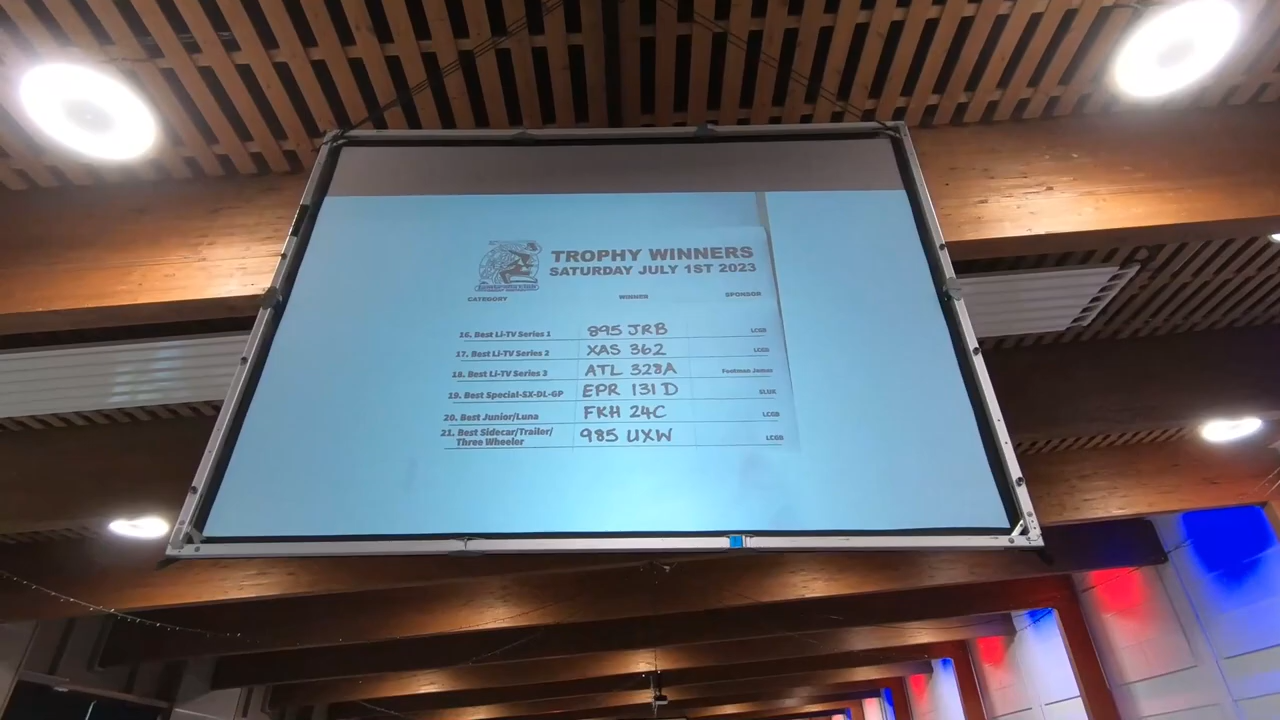 TROPHY WINNERS
SATURDAY JULY 1ST 2023
CATEGORY WINNER SPONSOR
16. Best Li-TV Series 1 895 JRB LCGB
17. Best Li-TV Series 2 XAS 362 LCGB
18. Best Li-TV Series 3 ATL 328A Footman James
19. Best Special-SX-DL-GP EPR 131 D SLUK
20. Best Junior/Luna FKH 24C LCGB
21. Best Sidecar/Trailer/
Three Wheeler 985 UXW LCGB